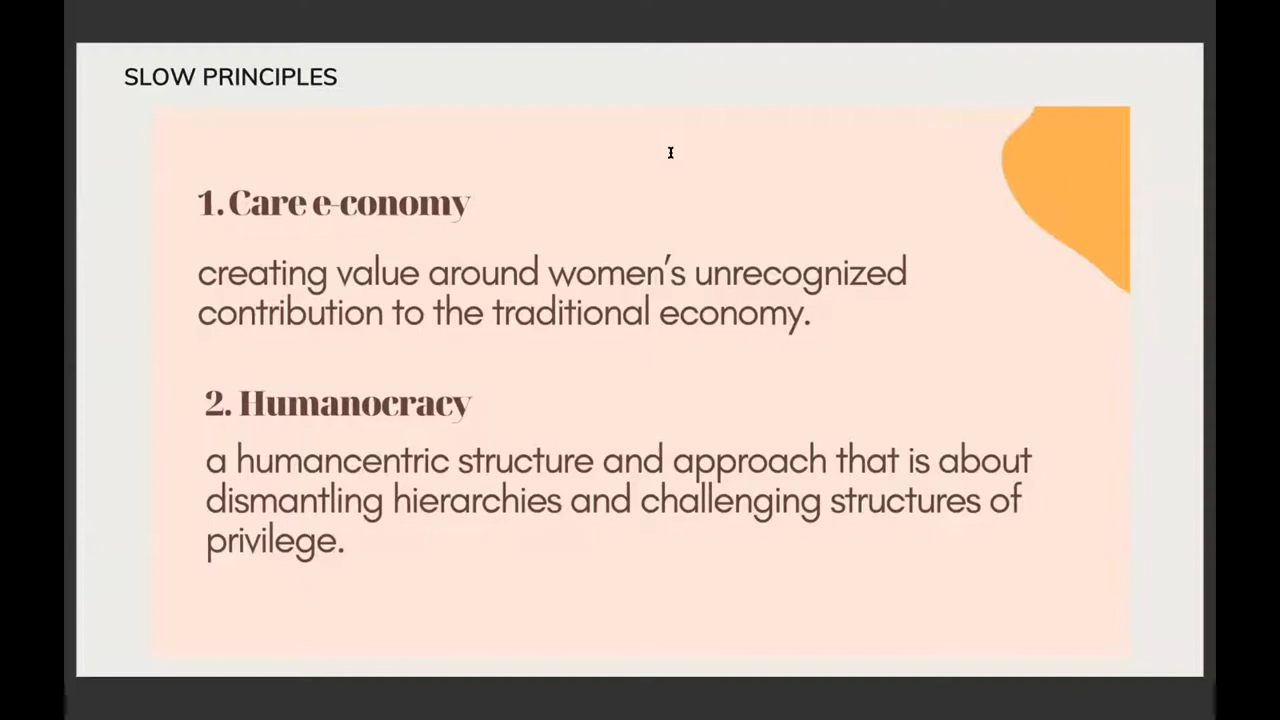 SLOW PRINCIPLES
1. Care e-conomy
creating value around women's unrecognized
contribution to the traditional economy.
2. Humanocracy
a humancentric structure and approach that is about
dismantling hierarchies and challenging structures of
privilege.